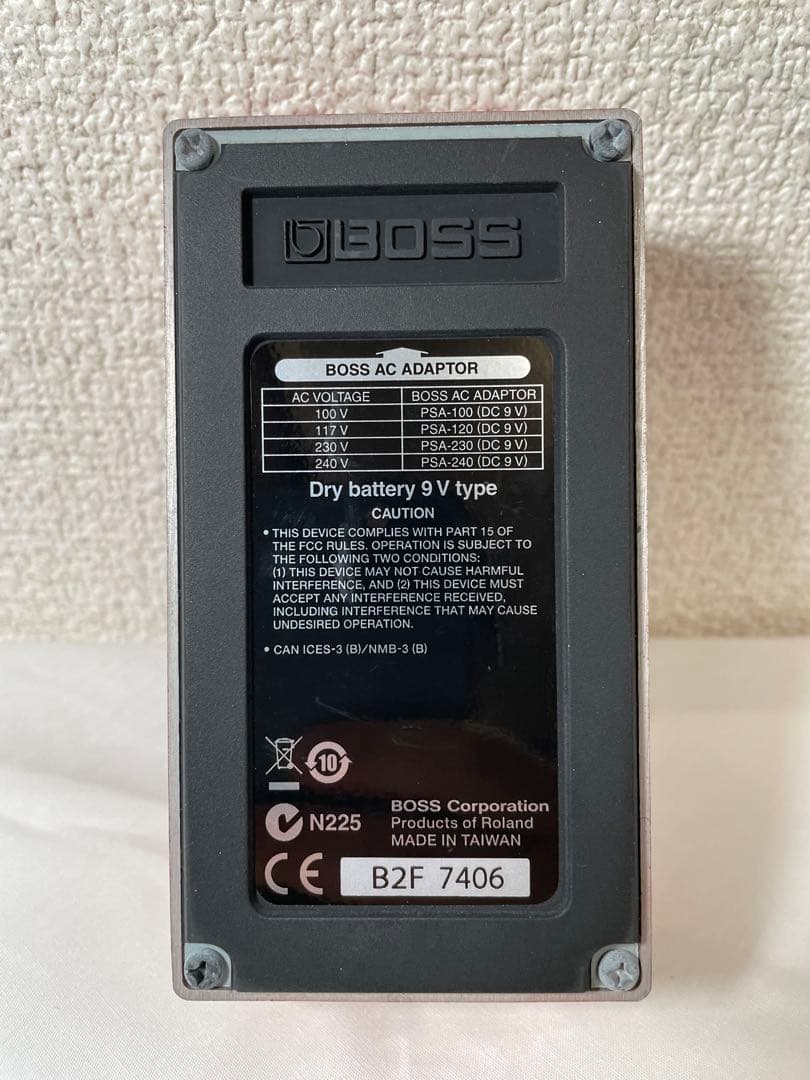 BOSS
BOSS AC ADAPTOR
AC VOLTAGE BOSS AC ADAPTOR
100 V PSA-100 (DC 9 V)
117 V PSA-120 (DC 9 V)
230 V PSA-230 (DC 9 V)
240 V PSA-240 (DC 9 V)
Dry battery 9 V type
CAUTION
• THIS DEVICE COMPLIES WITH PART 15 OF
THE FCC RULES. OPERATION IS SUBJECT TO
THE FOLLOWING TWO CONDITIONS:
(1) THIS DEVICE MAY NOT CAUSE HARMFUL
INTERFERENCE, AND (2) THIS DEVICE MUST
ACCEPT ANY INTERFERENCE RECEIVED,
INCLUDING INTERFERENCE THAT MAY CAUSE
UNDESIRED OPERATION.
• CAN ICES-3 (B)/NMB-3 (B)
10
N225
BOSS Corporation
Products of Roland
MADE IN TAIWAN
CE
B2F 7406